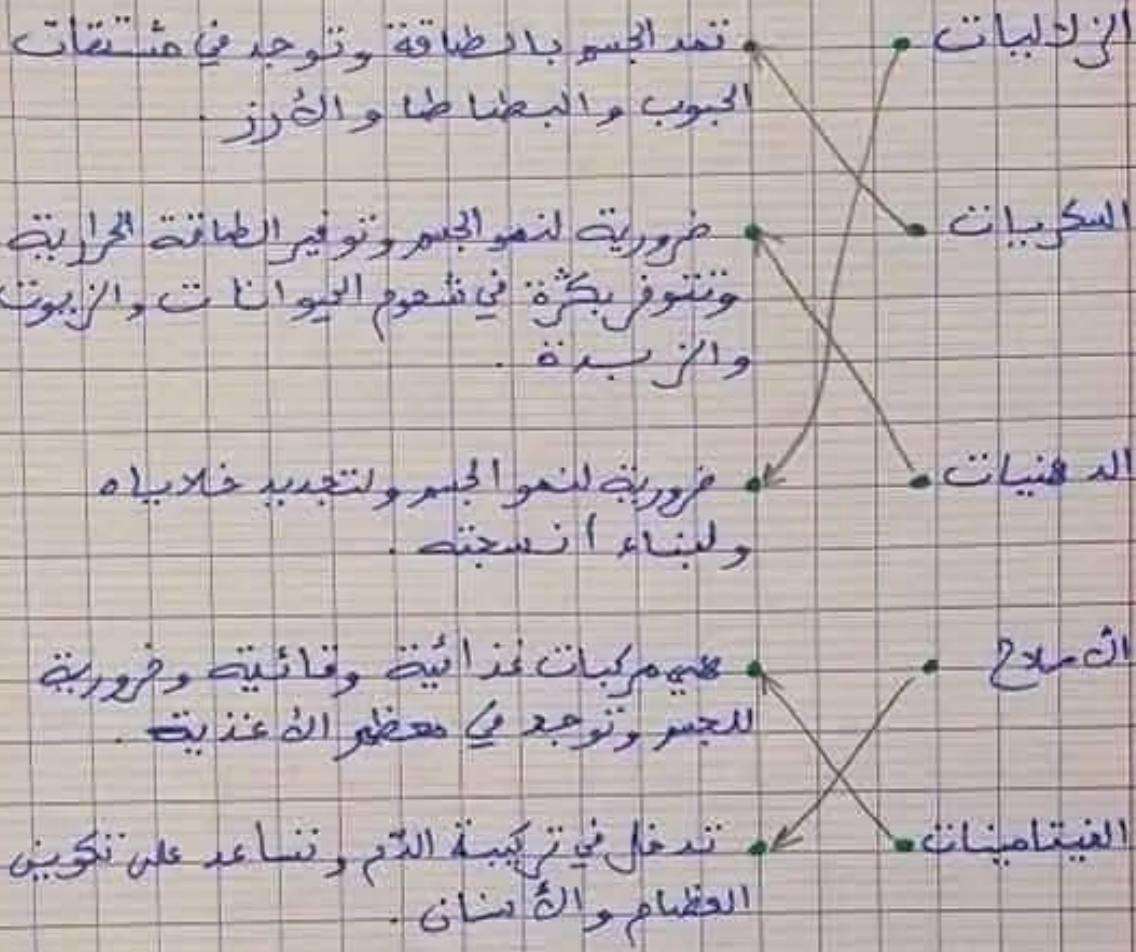 الزلاليات
تمد الجسم بالطاقة وتوجد في مشتقات
الحبوب والبطاطا والأرز .
السكريات
ضرورية لنمو الجسم وتوفير الطاقة الحرارية
وتتوفر بكثرة في شحوم الحيوانات والزيوت
والزبدة .
الدهنيات
ضرورية لنمو الجسم ولتجديد خلاياه
ولبناء أنسجته .
الأملاح
هي مركبات غذائية وقائية وضرورية
للجسم وتوجد في معظم الأغذية .
الفيتامينات
تدخل في تركيبة الدّم وتساعد على تكوين
العظام والأسنان .